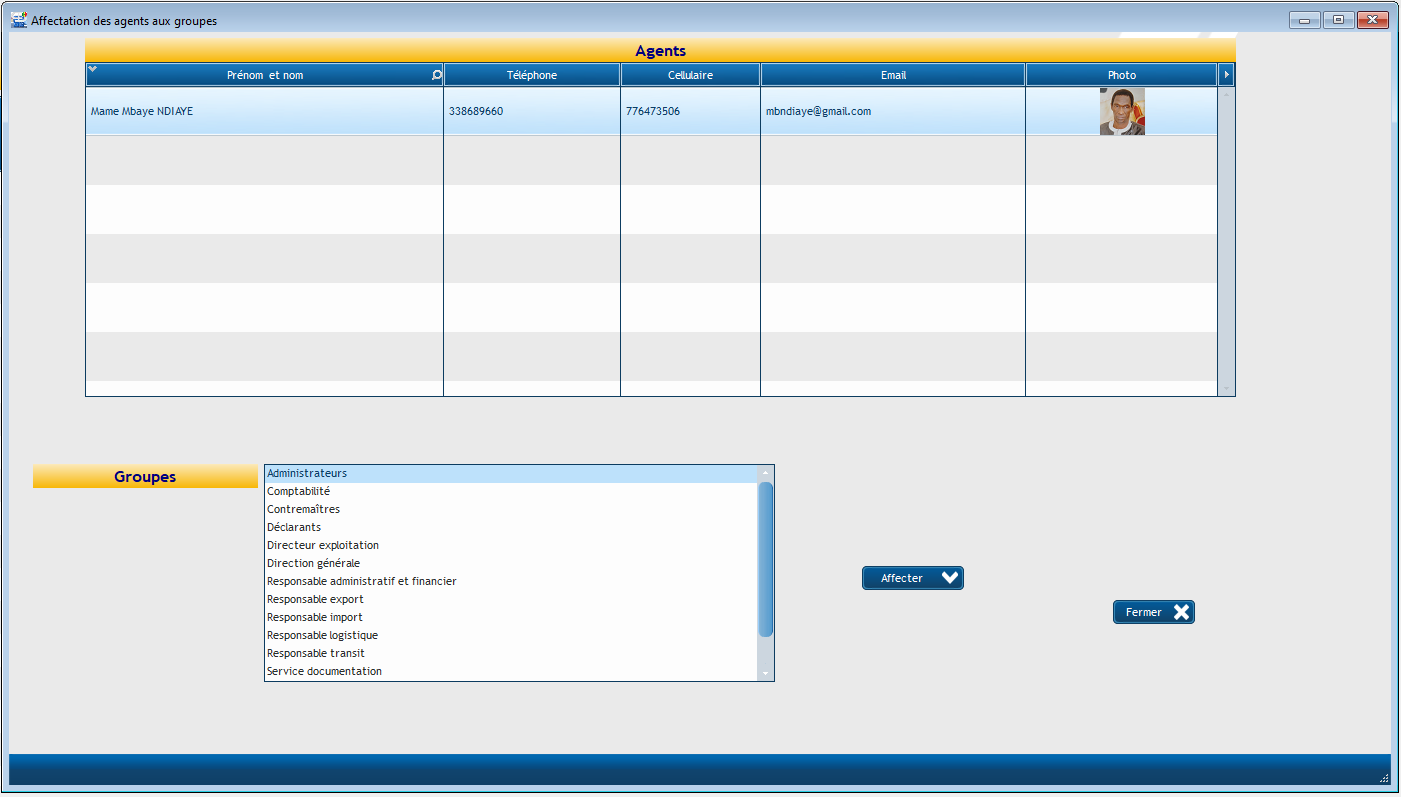 Affectation des agents aux groupes
Agents
Prénom et nom Téléphone Cellulaire Email Photo
Mame Mbaye NDIAYE 338689660 776473506 mbndiaye@gmail.com
Groupes
Administrateurs
Comptabilité
Contremaîtres
Déclarants
Directeur exploitation
Direction générale
Responsable administratif et financier
Responsable export
Responsable import
Responsable logistique
Responsable transit
Service documentation
Affecter
Fermer